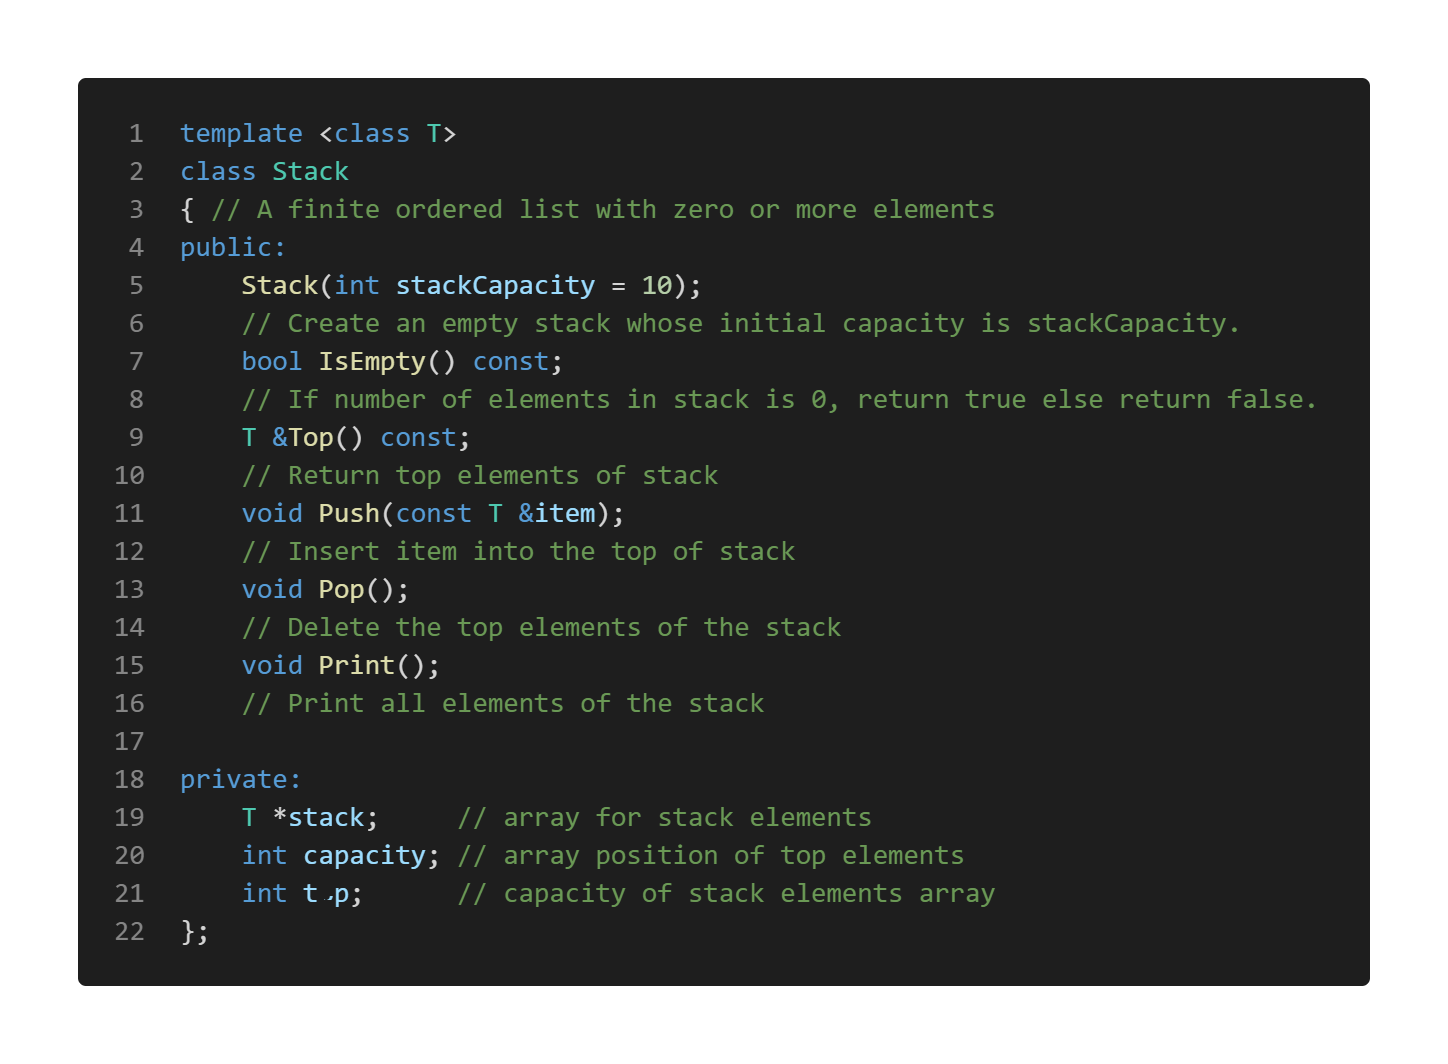 1 template <class T>
2 class Stack
3 { // A finite ordered list with zero or more elements
4 public:
5     Stack(int stackCapacity = 10);
6     // Create an empty stack whose initial capacity is stackCapacity.
7     bool IsEmpty() const;
8     // If number of elements in stack is 0, return true else return false.
9     T &Top() const;
10     // Return top elements of stack
11     void Push(const T &item);
12     // Insert item into the top of stack
13     void Pop();
14     // Delete the top elements of the stack
15     void Print();
16     // Print all elements of the stack
17
18 private:
19     T *stack;     // array for stack elements
20     int capacity; // array position of top elements
21     int      // capacity of stack elements array
22 };